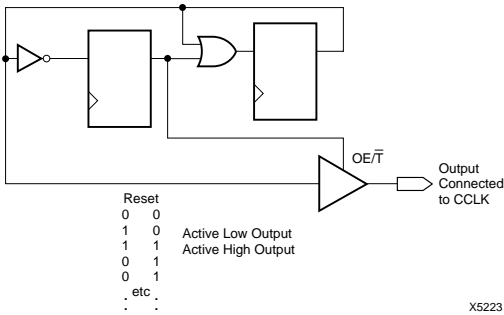 OE/T̅
Output
Connected
to CCLK
Reset
0 0
1 0 Active Low Output
1 1 Active High Output
0 1
0 1
etc
. .
. .
X5223